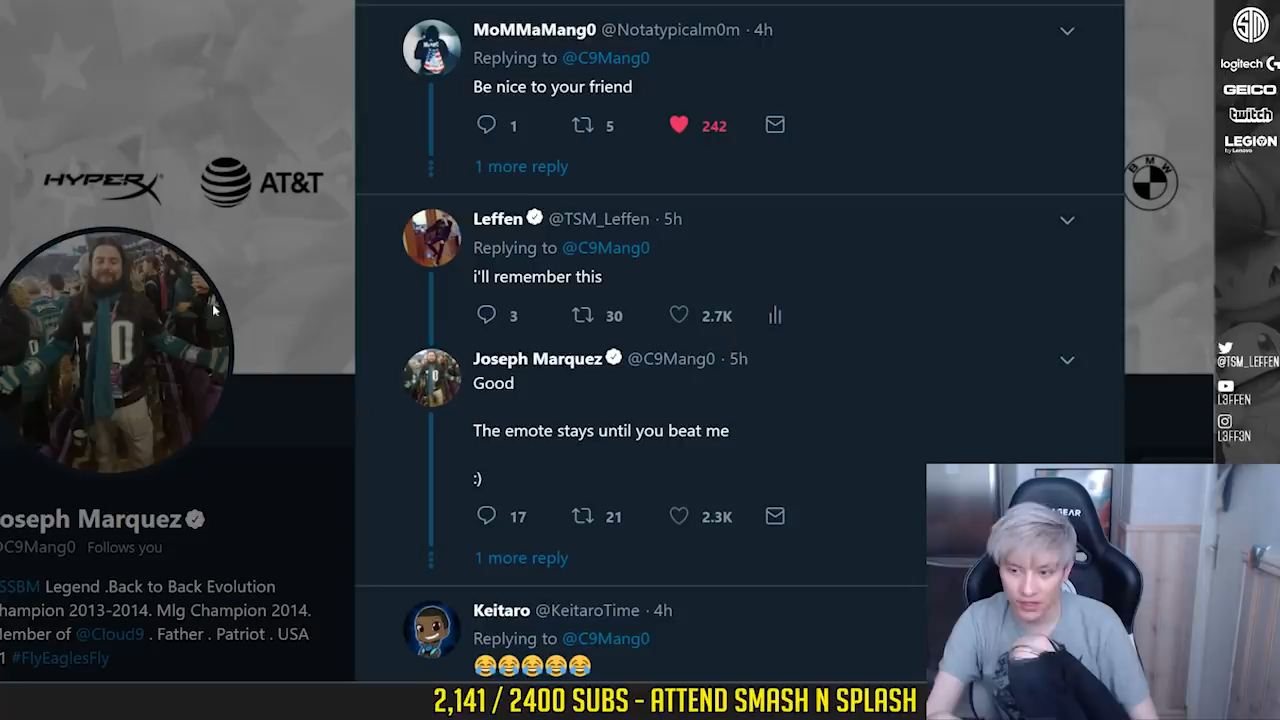 MoMMaMang0 @Notatypicalm0m · 4h
Replying to @C9Mang0
Be nice to your friend
1 5 242
1 more reply
Leffen @TSM_Leffen · 5h
Replying to @C9Mang0
i'll remember this
3 30 2.7K
Joseph Marquez @C9Mang0 · 5h
Good
The emote stays until you beat me
:)
17 21 2.3K
1 more reply
Keitaro @KeitaroTime · 4h
Replying to @C9Mang0
😂😂😂😂😂
HYPERX
AT&T
BMW
oseph Marquez
C9Mang0 Follows you
SSBM Legend .Back to Back Evolution
hampion 2013-2014. Mlg Champion 2014.
ember of @Cloud9 . Father . Patriot . USA
1 #FlyEaglesFly
logitech G
GEICO
twitch
LEGION
by Lenovo
@TSM_LEFFEN
L3FFEN
L3FF3N
2,141 / 2400 SUBS - ATTEND SMASH N SPLASH